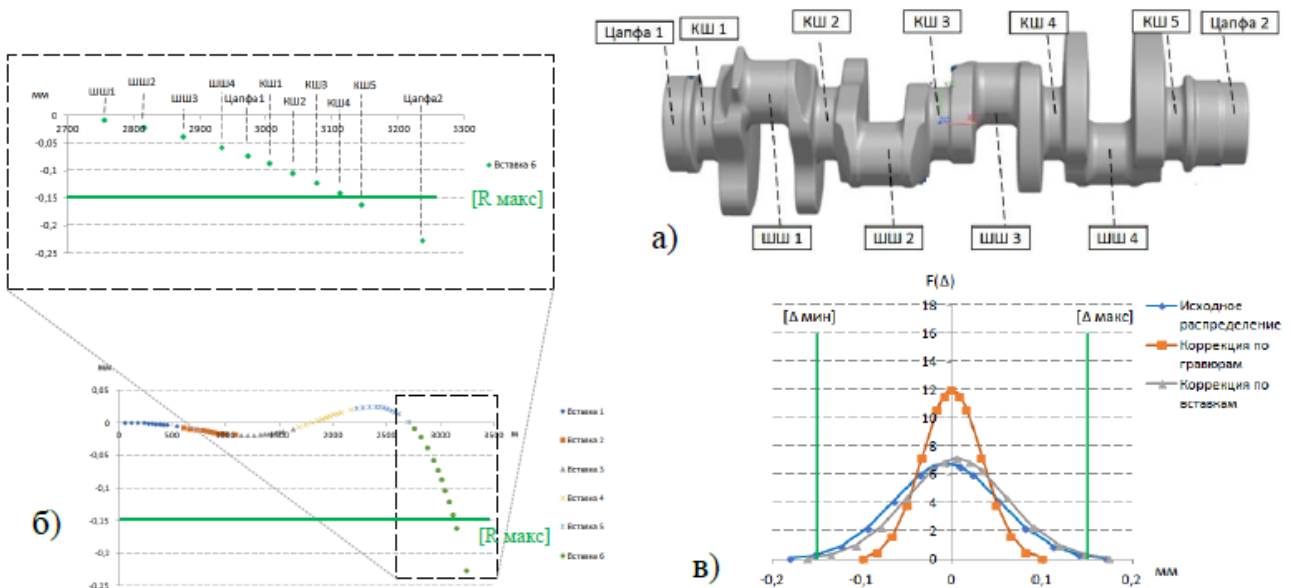 Цапфа 1
КШ 1
КШ 2
КШ 3
КШ 4
КШ 5
Цапфа 2
ШШ 1
ШШ 2
ШШ 3
ШШ 4
а)
мм
ШШ1
ШШ2
ШШ3
ШШ4
Цапфа1
КШ1
КШ2
КШ3
КШ4
КШ5
Цапфа2
0
2700
2800
2900
3000
3100
3200
3300
-0,05
-0,1
-0,15
-0,2
-0,25
Вставка 6
[R макс]
мм
0,05
0
-0,05
-0,1
-0,15
-0,2
-0,25
0
500
1000
1500
2000
2500
3000
3500
м
Вставка 1
Вставка 2
Вставка 3
Вставка 4
Вставка 5
Вставка 6
[R макс]
б)
F(Δ)
18
16
14
12
10
8
6
4
2
0
[Δ мин]
[Δ макс]
-0,2
-0,1
0
0,1
0,2
мм
Исходное
распределение
Коррекция по
гравюрам
Коррекция по
вставкам
в)